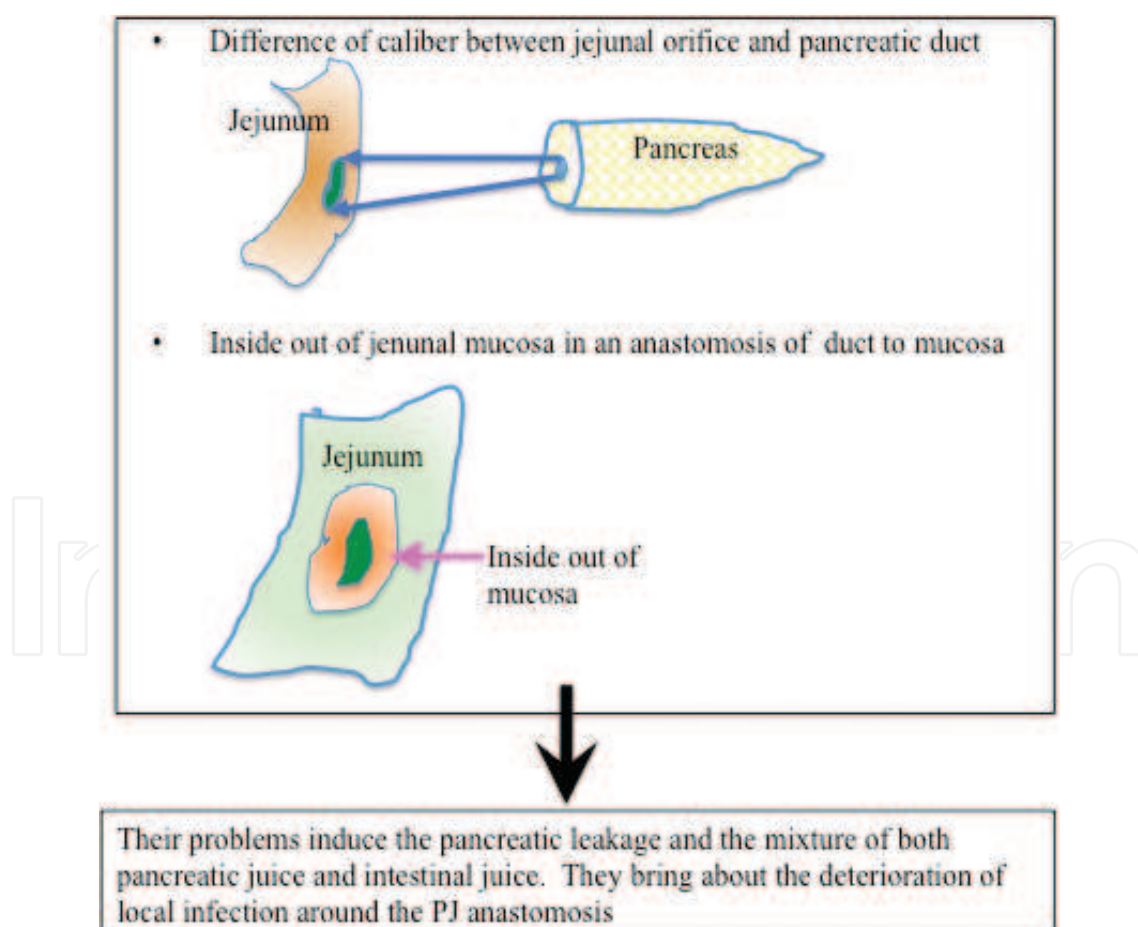 • Difference of caliber between jejunal orifice and pancreatic duct
Jejunum
Pancreas
• Inside out of jenunal mucosa in an anastomosis of duct to mucosa
Jejunum
Inside out of
mucosa
Their problems induce the pancreatic leakage and the mixture of both
pancreatic juice and intestinal juice. They bring about the deterioration of
local infection around the PJ anastomosis